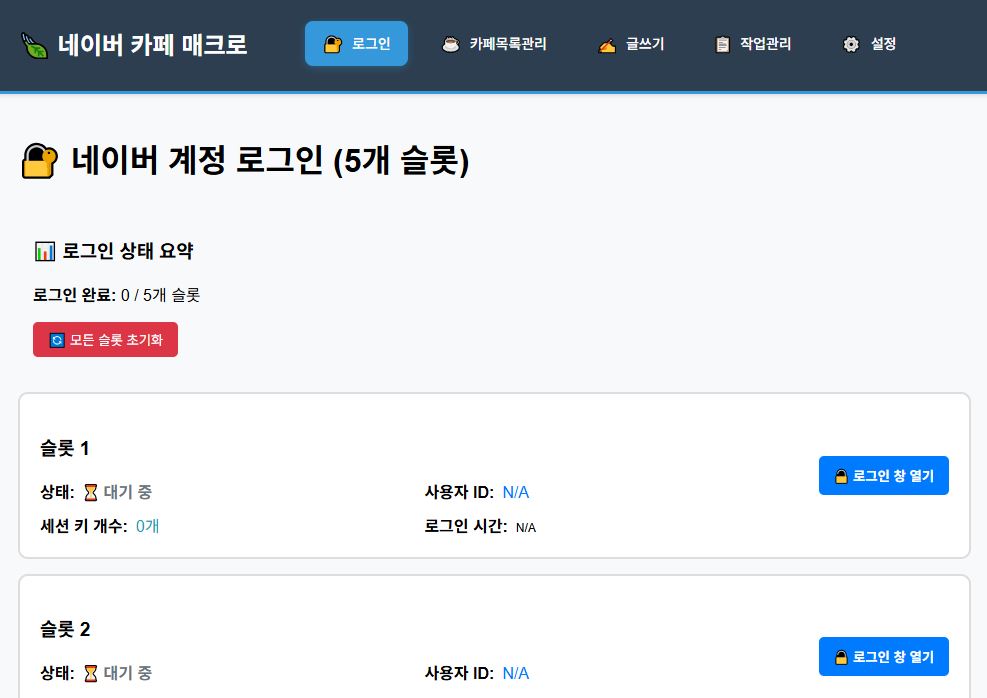 네이버 카페 매크로 로그인 카페목록관리 글쓰기 작업관리 설정
네이버 계정 로그인 (5개 슬롯)
로그인 상태 요약
로그인 완료: 0 / 5개 슬롯
모든 슬롯 초기화
슬롯 1
로그인 창 열기
상태: 대기 중 사용자 ID: N/A
세션 키 개수: 0개 로그인 시간: N/A
슬롯 2
로그인 창 열기
상태: 대기 중 사용자 ID: N/A